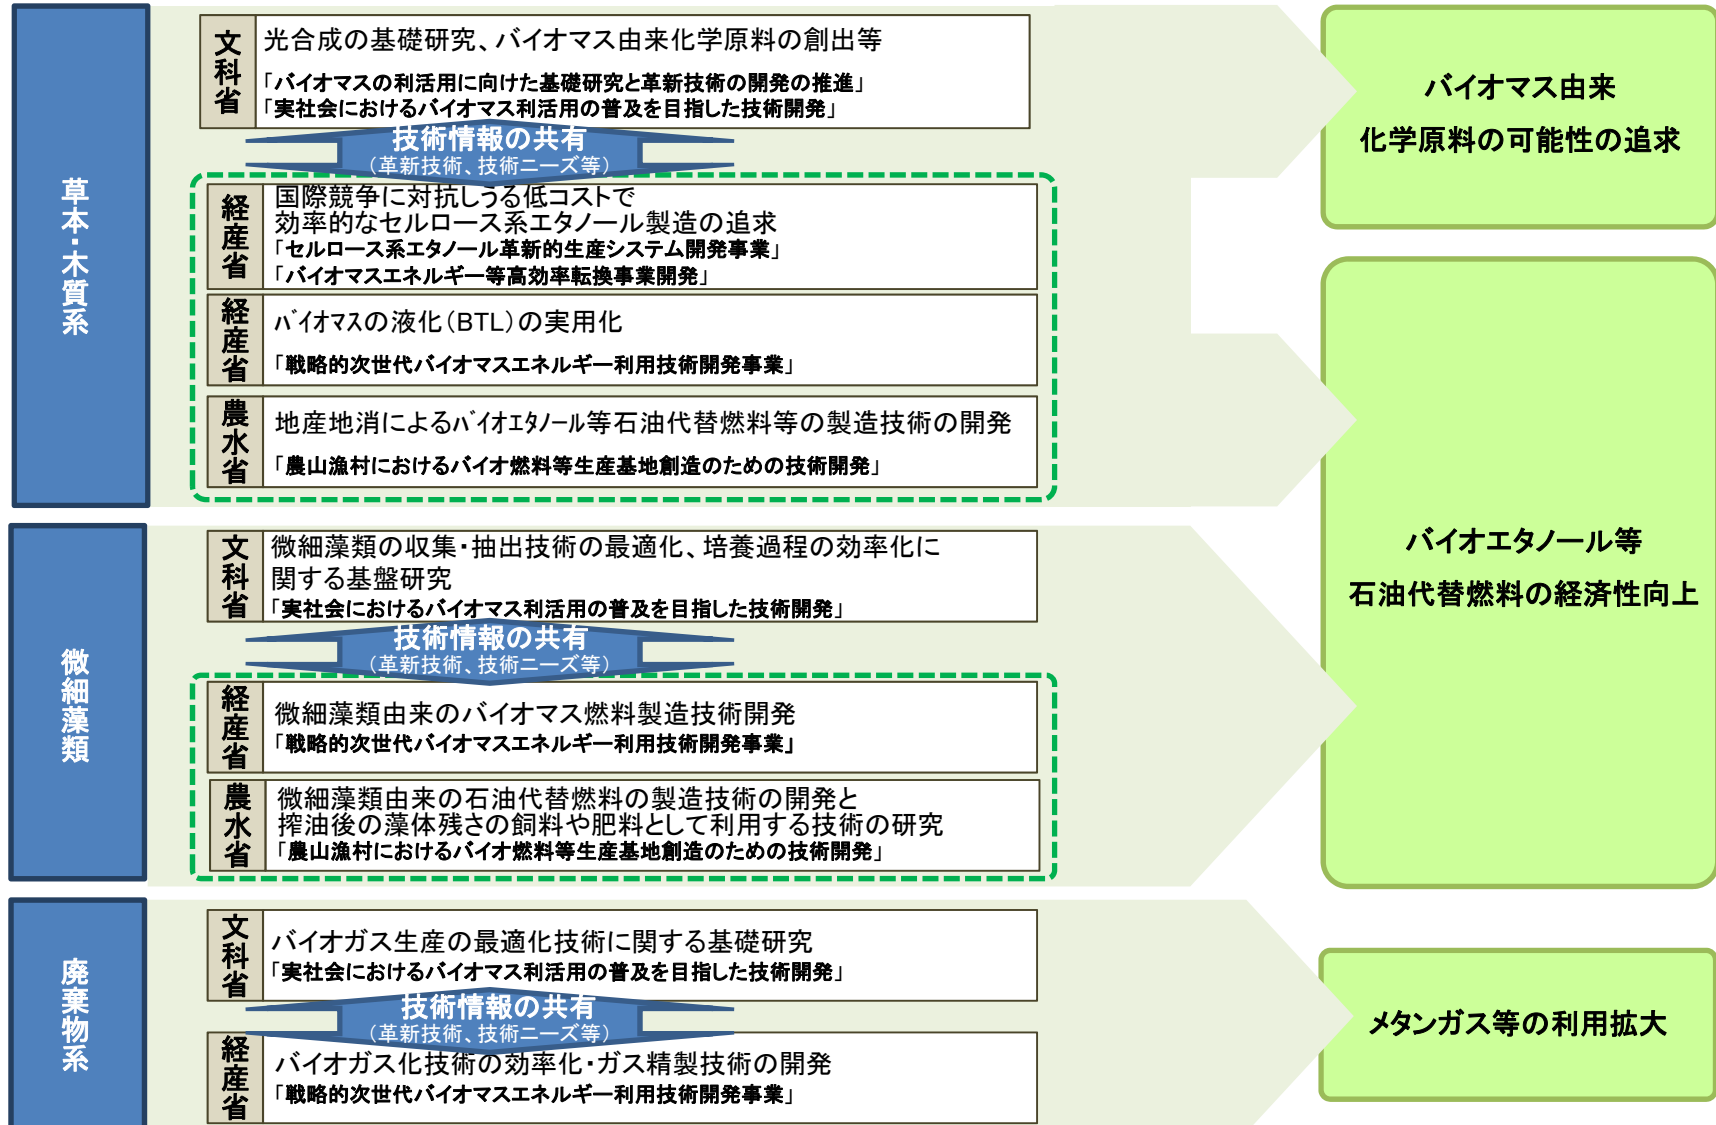 草本・木質系
文科省
光合成の基礎研究、バイオマス由来化学原料の創出等
「バイオマスの利活用に向けた基礎研究と革新技術の開発の推進」
「実社会におけるバイオマス利活用の普及を目指した技術開発」
技術情報の共有
（革新技術、技術ニーズ等）
経産省
国際競争に対抗しうる低コストで
効率的なセルロース系エタノール製造の追求
「セルロース系エタノール革新的生産システム開発事業」
「バイオマスエネルギー等高効率転換事業開発」
経産省
ﾊﾞイオマスの液化（BTL）の実用化
「戦略的次世代バイオマスエネルギー利用技術開発事業」
農水省
地産地消によるﾊﾞイオエタノール等石油代替燃料等の製造技術の開発
「農山漁村におけるバイオ燃料等生産基地創造のための技術開発」
バイオマス由来
化学原料の可能性の追求
微細藻類
文科省
微細藻類の収集・抽出技術の最適化、培養過程の効率化に
関する基盤研究
「実社会におけるバイオマス利活用の普及を目指した技術開発」
技術情報の共有
（革新技術、技術ニーズ等）
経産省
微細藻類由来のバイオマス燃料製造技術開発
「戦略的次世代バイオマスエネルギー利用技術開発事業」
農水省
微細藻類由来の石油代替燃料の製造技術の開発と
搾油後の藻体残さの飼料や肥料として利用する技術の研究
「農山漁村におけるバイオ燃料等生産基地創造のための技術開発」
バイオエタノール等
石油代替燃料の経済性向上
廃棄物系
文科省
バイオガス生産の最適化技術に関する基礎研究
「実社会におけるバイオマス利活用の普及を目指した技術開発」
技術情報の共有
（革新技術、技術ニーズ等）
経産省
バイオガス化技術の効率化・ガス精製技術の開発
「戦略的次世代バイオマスエネルギー利用技術開発事業」
メタンガス等の利用拡大